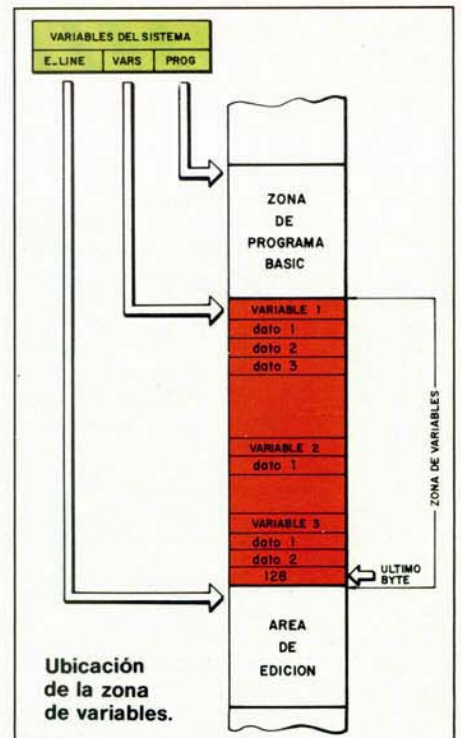 VARIABLES DEL SISTEMA
E_LINE VARS PROG
ZONA
DE
PROGRAMA
BASIC
VARIABLE 1
dato 1
dato 2
dato 3
VARIABLE 2
dato 1
VARIABLE 3
dato 1
dato 2
128
ZONA DE VARIABLES
ULTIMO
BYTE
AREA
DE
EDICION
Ubicación
de la zona
de variables.